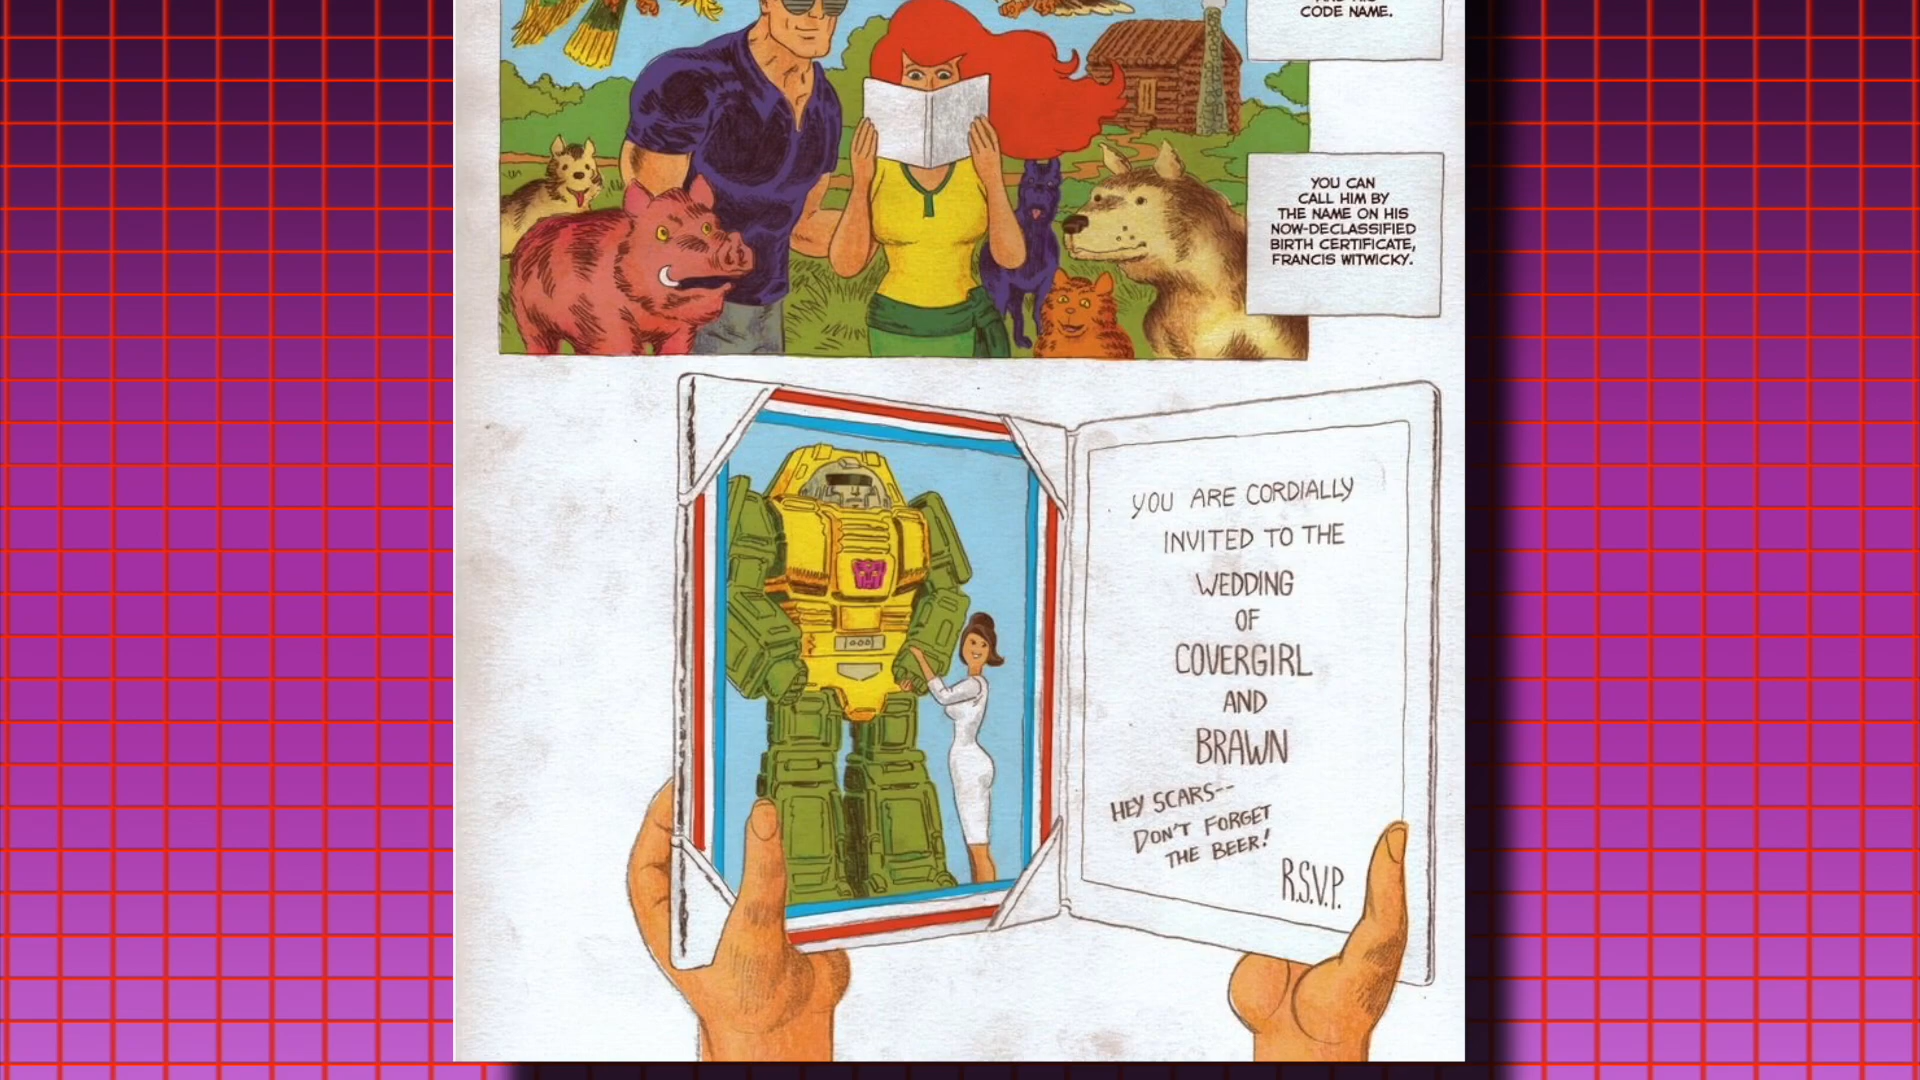 CODE NAME.
YOU CAN
CALL HIM BY
THE NAME ON HIS
NOW-DECLASSIFIED
BIRTH CERTIFICATE,
FRANCIS WITWICKY.
YOU ARE CORDIALLY
INVITED TO THE
WEDDING
OF
COVERGIRL
AND
BRAWN
HEY SCARS--
DON'T FORGET
THE BEER!
R.S.V.P.